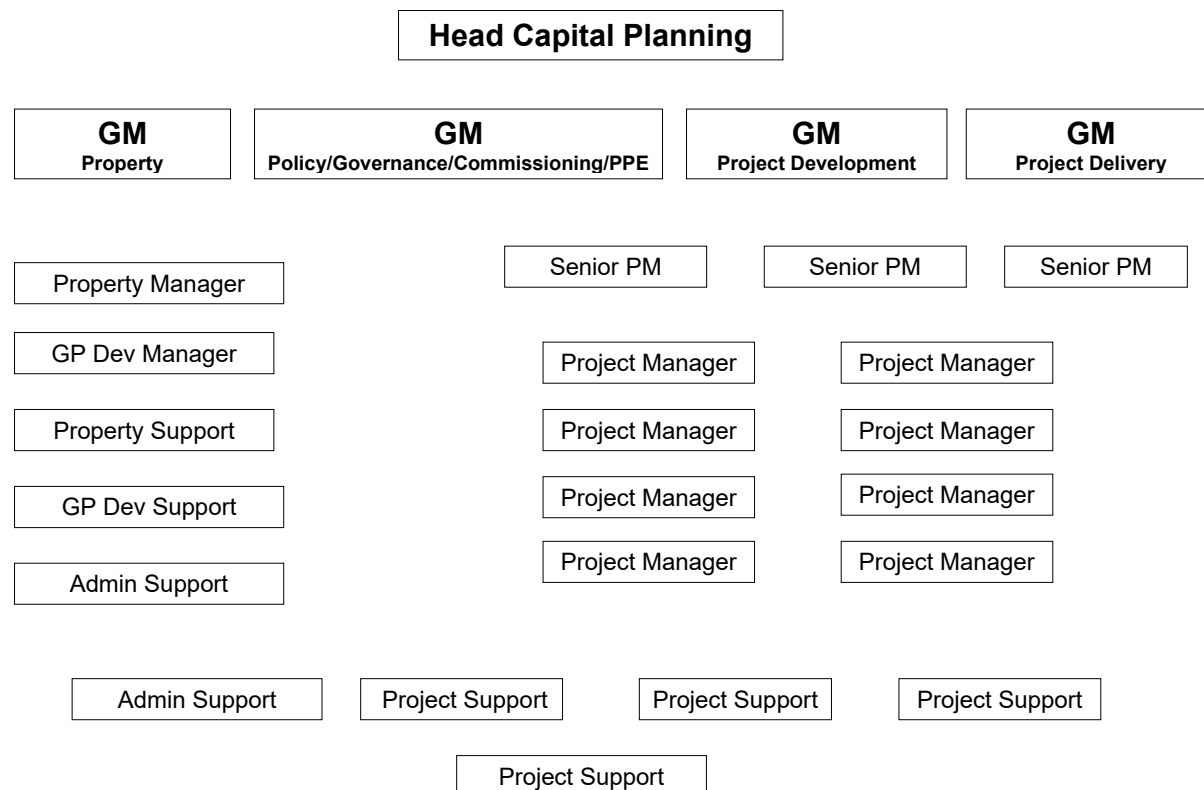 Head Capital Planning
GM
Property
GM
Policy/Governance/Commissioning/PPE
GM
Project Development
GM
Project Delivery
Senior PM
Senior PM
Senior PM
Property Manager
GP Dev Manager
Project Manager
Project Manager
Property Support
Project Manager
Project Manager
GP Dev Support
Project Manager
Project Manager
Admin Support
Project Manager
Project Manager
Admin Support
Project Support
Project Support
Project Support
Project Support